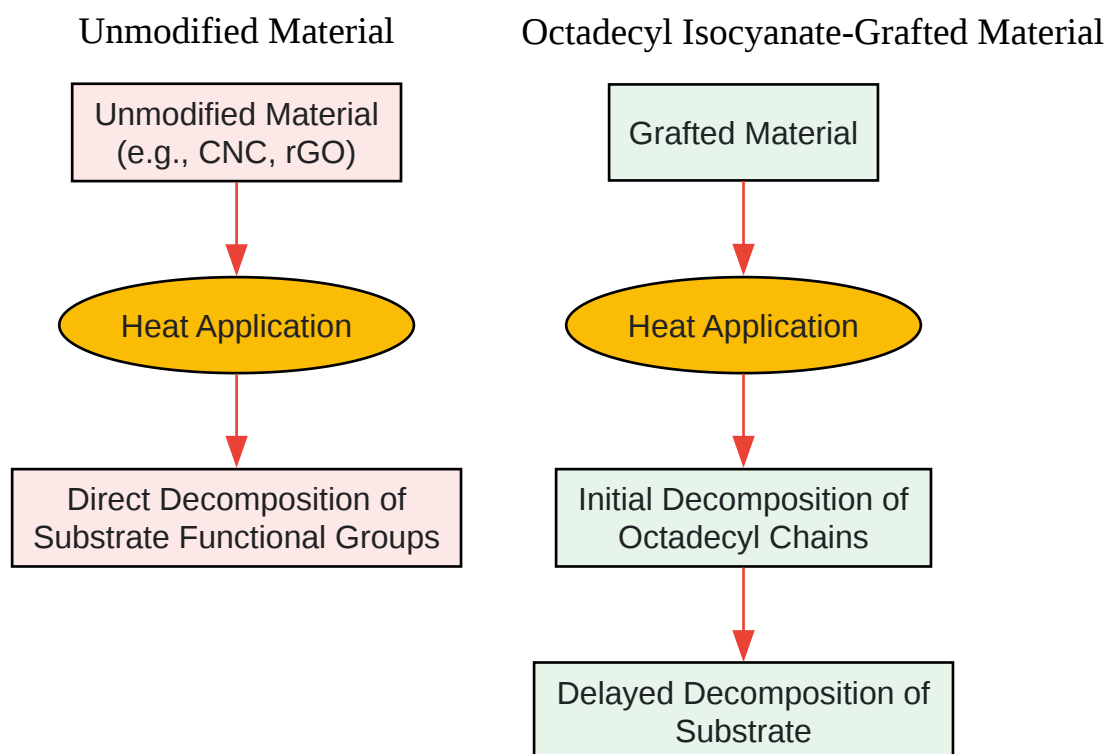 Unmodified Material
Unmodified Material
(e.g., CNC, rGO)
Heat Application
Direct Decomposition of
Substrate Functional Groups
Octadecyl Isocyanate-Grafted Material
Grafted Material
Heat Application
Initial Decomposition of
Octadecyl Chains
Delayed Decomposition of
Substrate